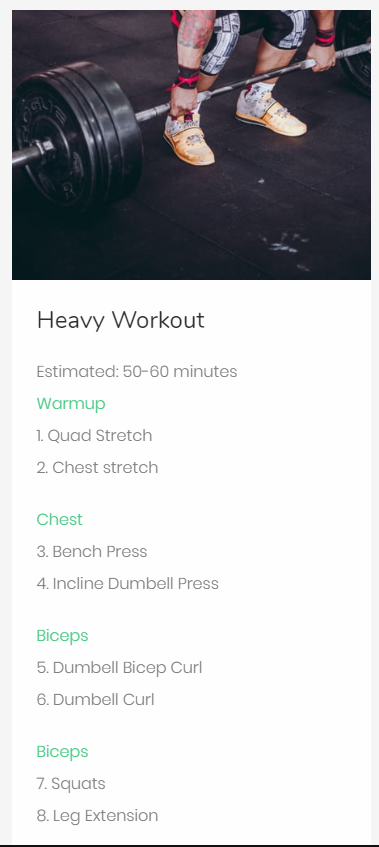 Heavy Workout
Estimated: 50-60 minutes
Warmup
1. Quad Stretch
2. Chest stretch
Chest
3. Bench Press
4. Incline Dumbell Press
Biceps
5. Dumbell Bicep Curl
6. Dumbell Curl
Biceps
7. Squats
8. Leg Extension